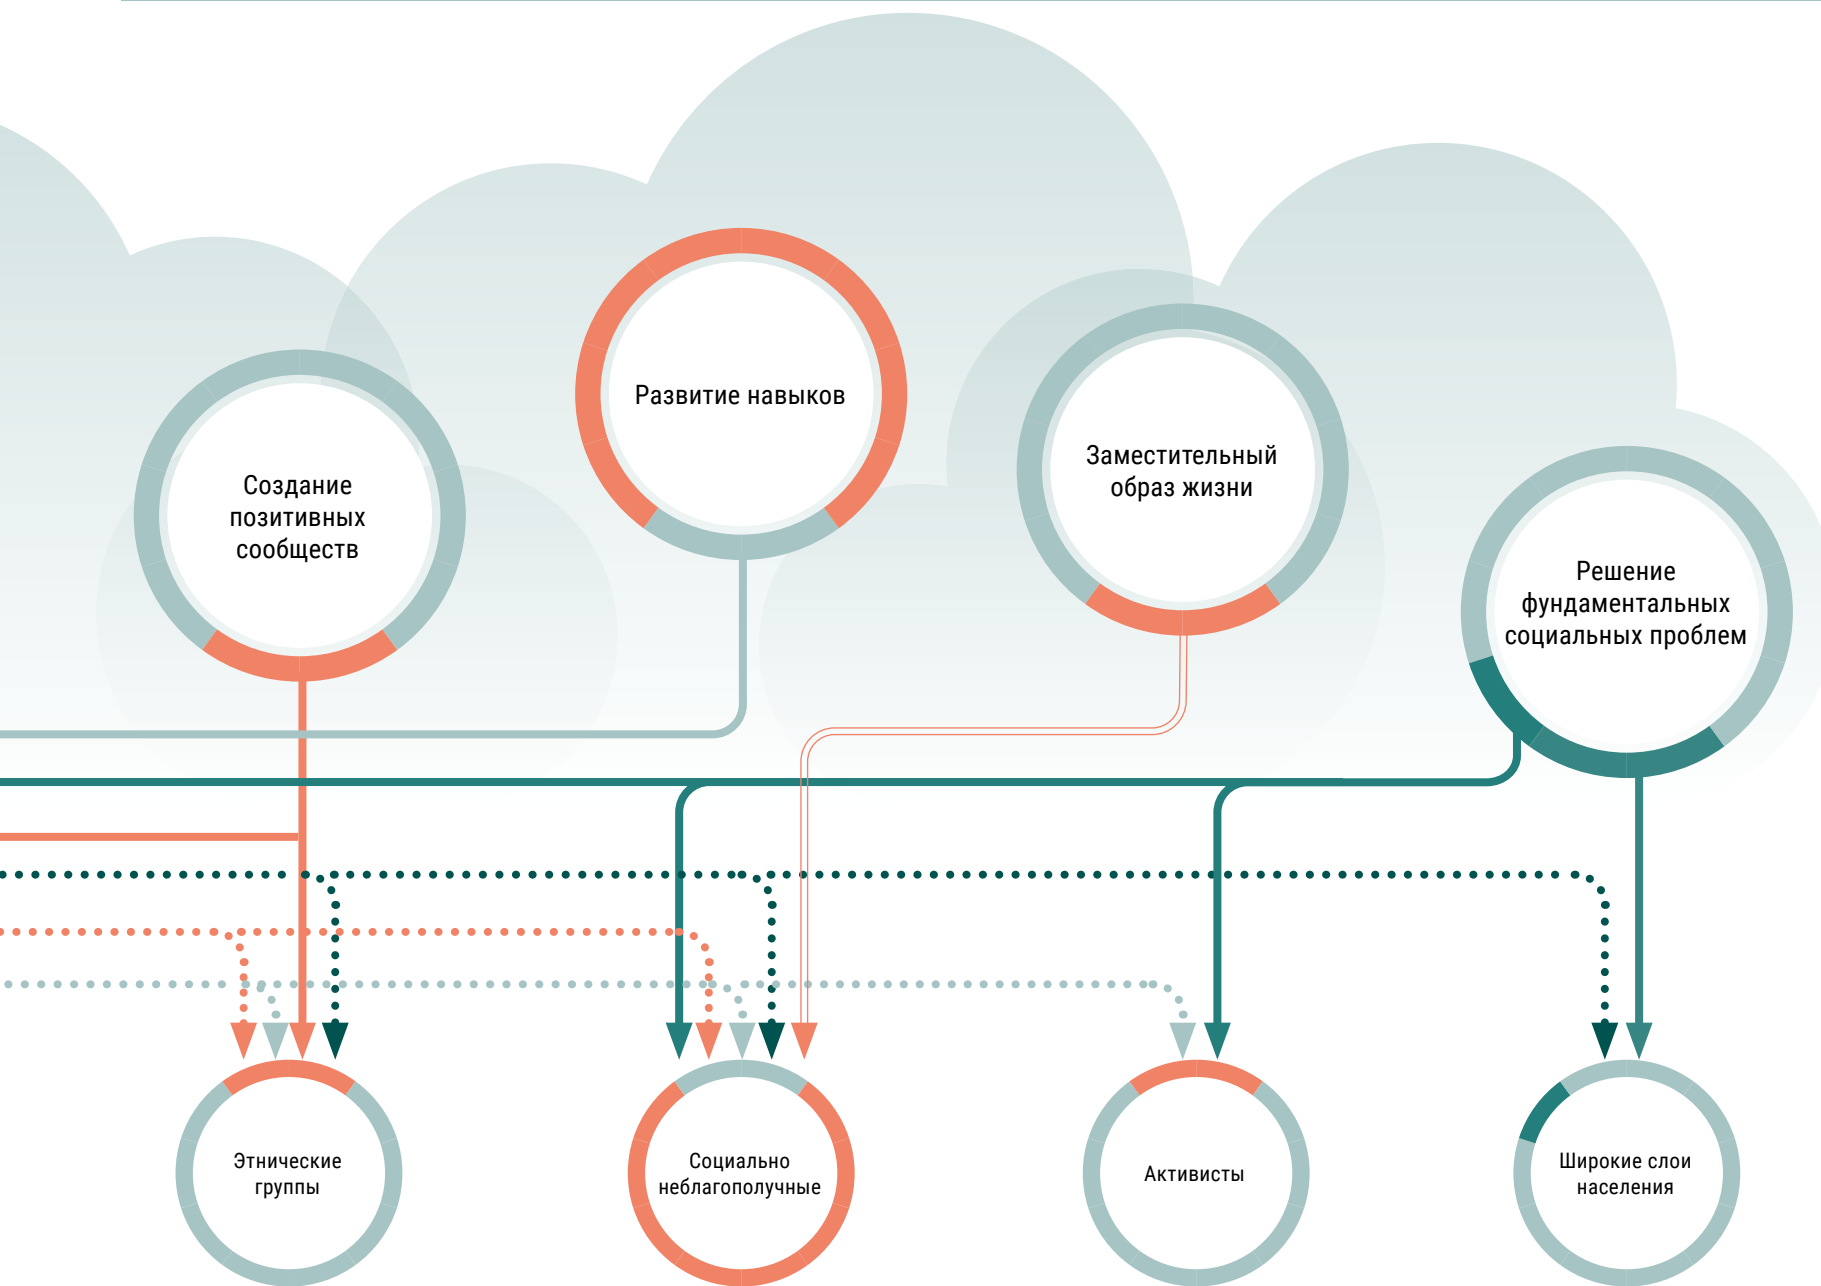 Развитие навыков
Заместительный
образ жизни
Создание
позитивных
сообществ
Решение
фундаментальных
социальных проблем
Этнические
группы
Социально
неблагополучные
Активисты
Широкие слои
населения